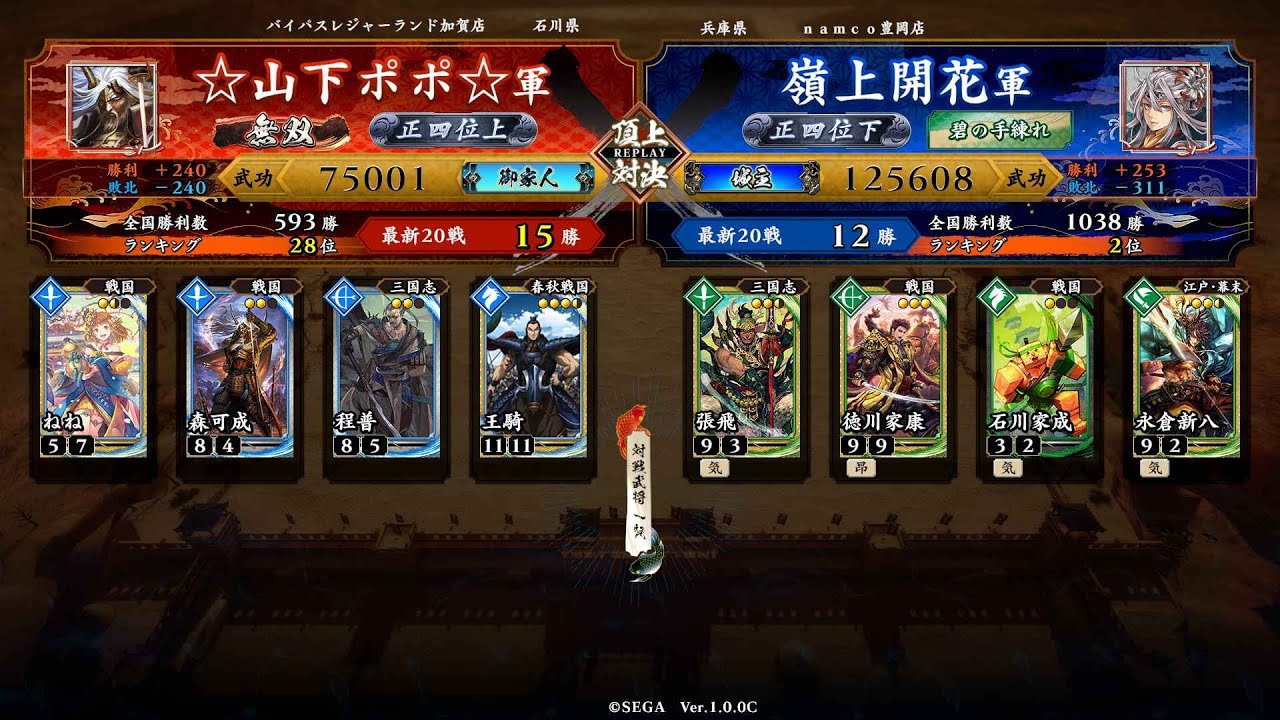 バイパスレジャーランド加賀店 石川県
兵庫県 ｎａｍｃｏ豊岡店
☆山下ポポ☆軍
嶺上開花軍
無双 正四位上
正四位下 碧の手練れ
頂上
REPLAY
対決
勝利 +240
敗北 -240
武功 75001 御家人
城主 125608 武功
勝利 +253
敗北 -311
全国勝利数 593勝
ランキング 28位
最新20戦 15勝
最新20戦 12勝
全国勝利数 1038勝
ランキング 2位
戦国 戦国 三国志 春秋戦国 三国志 戦国 戦国 江戸・幕末
ねね 森可成 程普 王騎 張飛 徳川家康 石川家成 永倉新八
5 7 8 4 8 5 11 11 9 3 9 9 3 2 9 2
気 昂 気 気
対戦武将一覧
©SEGA Ver.1.0.0C